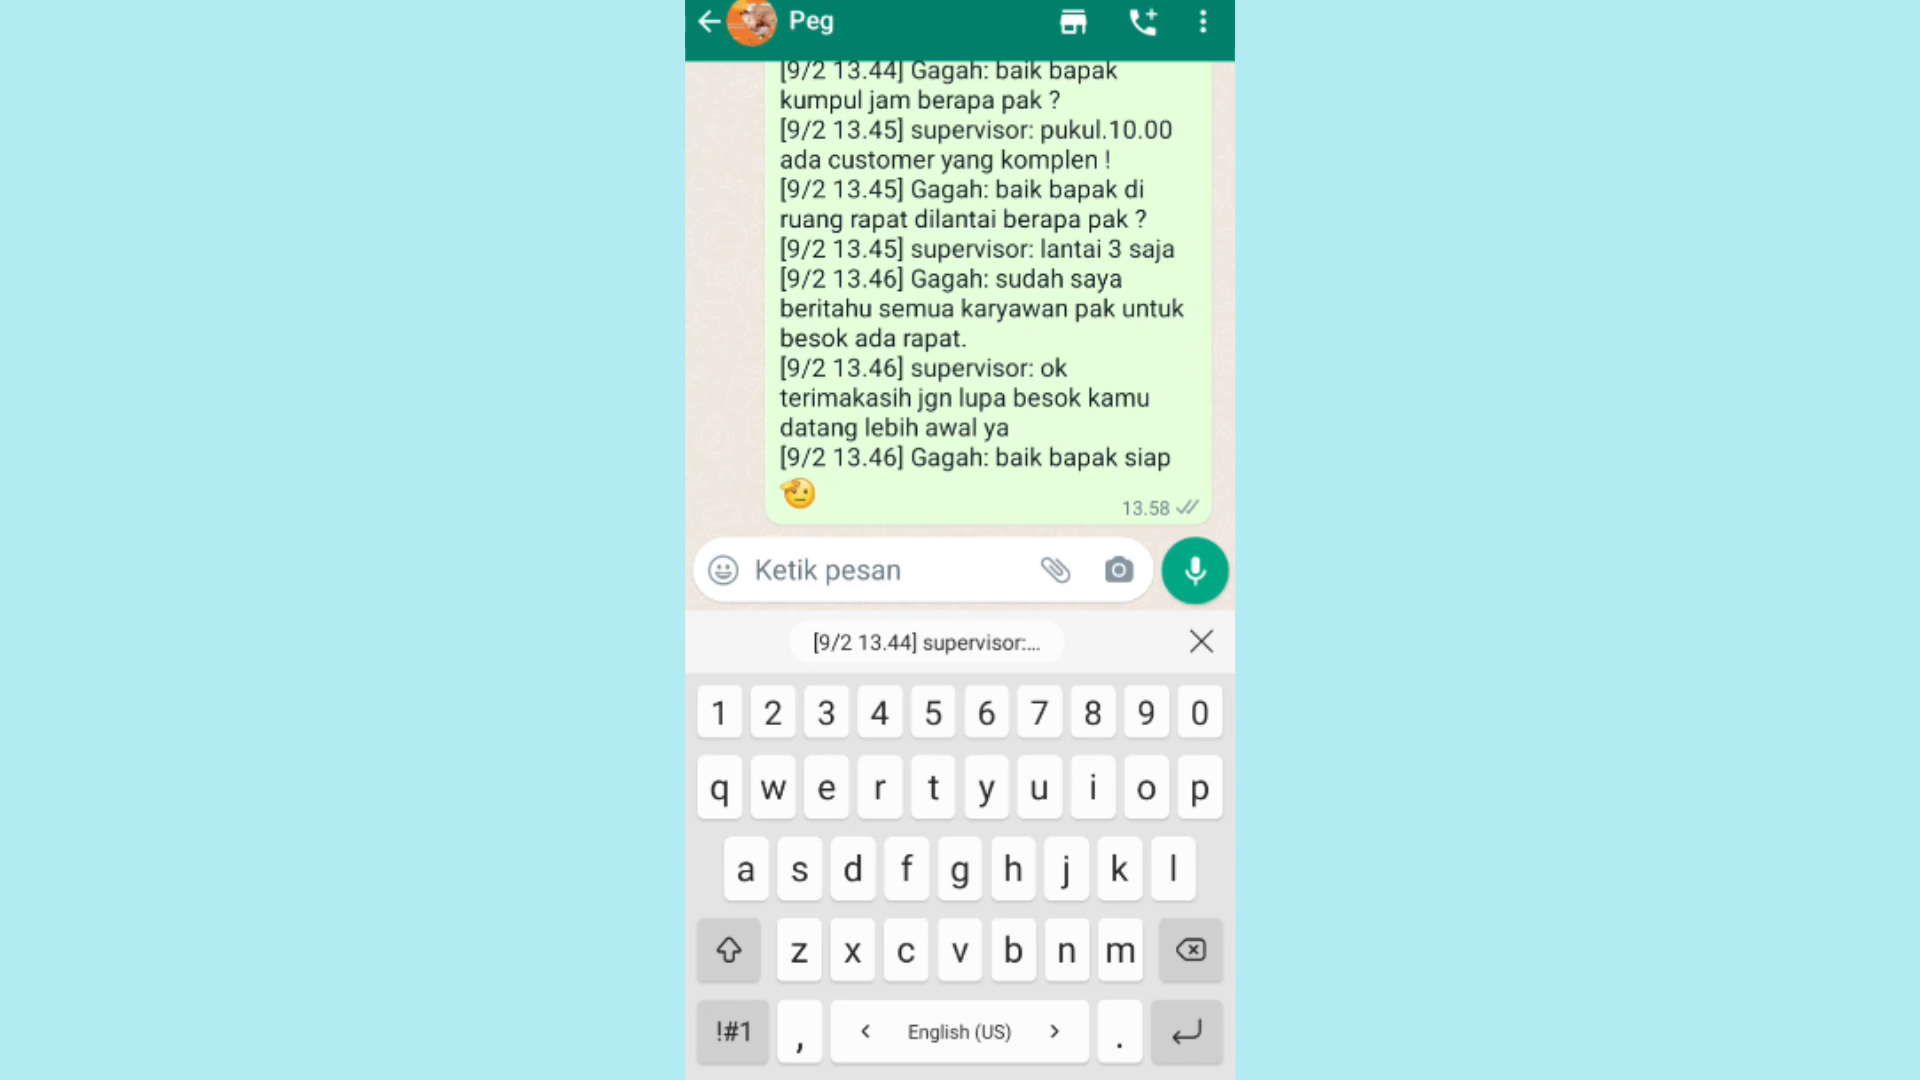 Peg
[9/2 13.44] Gagah: baik bapak
kumpul jam berapa pak ?
[9/2 13.45] supervisor: pukul.10.00
ada customer yang komplen !
[9/2 13.45] Gagah: baik bapak di
ruang rapat dilantai berapa pak ?
[9/2 13.45] supervisor: lantai 3 saja
[9/2 13.46] Gagah: sudah saya
beritahu semua karyawan pak untuk
besok ada rapat.
[9/2 13.46] supervisor: ok
terimakasih jgn lupa besok kamu
datang lebih awal ya
[9/2 13.46] Gagah: baik bapak siap
🫡
13.58
Ketik pesan
[9/2 13.44] supervisor:...
1 2 3 4 5 6 7 8 9 0
q w e r t y u i o p
a s d f g h j k l
z x c v b n m
!#1 , < English (US) > .